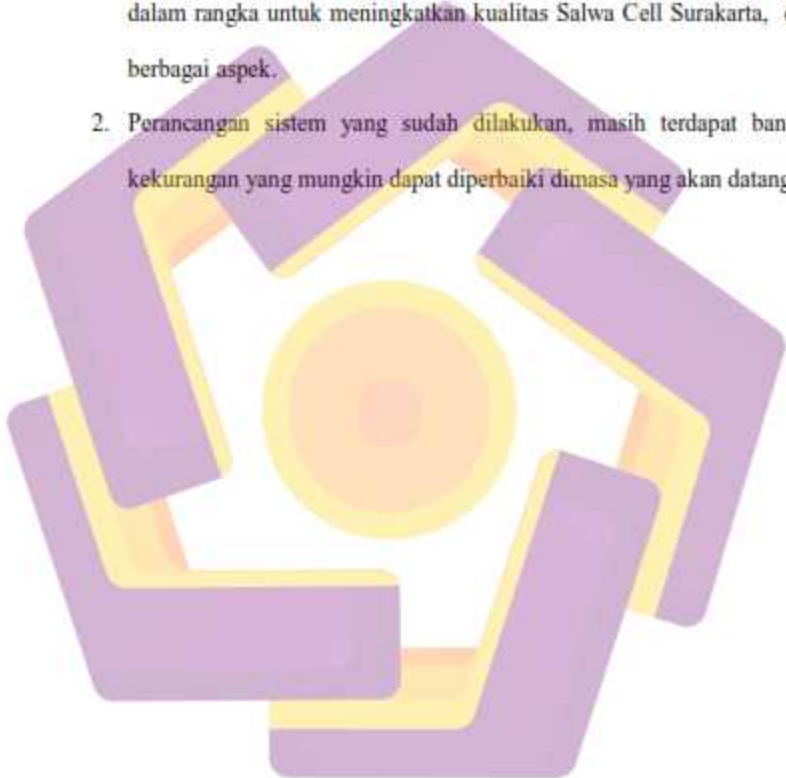 dalam rangka untuk meningkatkan kualitas Salwa Cell Surakarta,
berbagai aspek.
2. Perancangan sistem yang sudah dilakukan, masih terdapat
kekurangan yang mungkin dapat diperbaiki dimasa yang akan datang